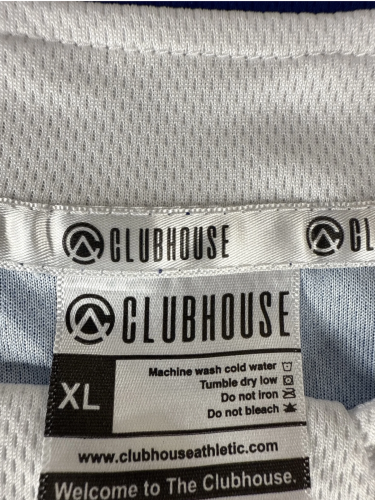 CLUBHOUSE CL
CLUBHOUSE
XL
Machine wash cold water
Tumble dry low
Do not iron
Do not bleach
www.clubhouseathletic.com
Welcome to The Clubhouse.